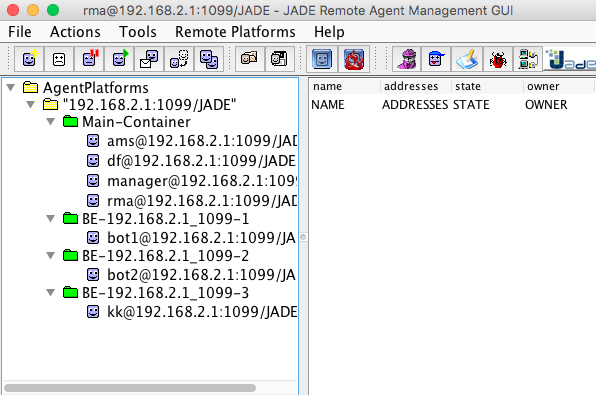 rma@192.168.2.1:1099/JADE - JADE Remote Agent Management GUI
File Actions Tools Remote Platforms Help
Jade
name addresses state owner
NAME ADDRESSES STATE OWNER
AgentPlatforms
"192.168.2.1:1099/JADE"
Main-Container
ams@192.168.2.1:1099/JAD
df@192.168.2.1:1099/JADE
manager@192.168.2.1:1099
rma@192.168.2.1:1099/JAD
BE-192.168.2.1_1099-1
bot1@192.168.2.1:1099/JA
BE-192.168.2.1_1099-2
bot2@192.168.2.1:1099/JA
BE-192.168.2.1_1099-3
kk@192.168.2.1:1099/JADE